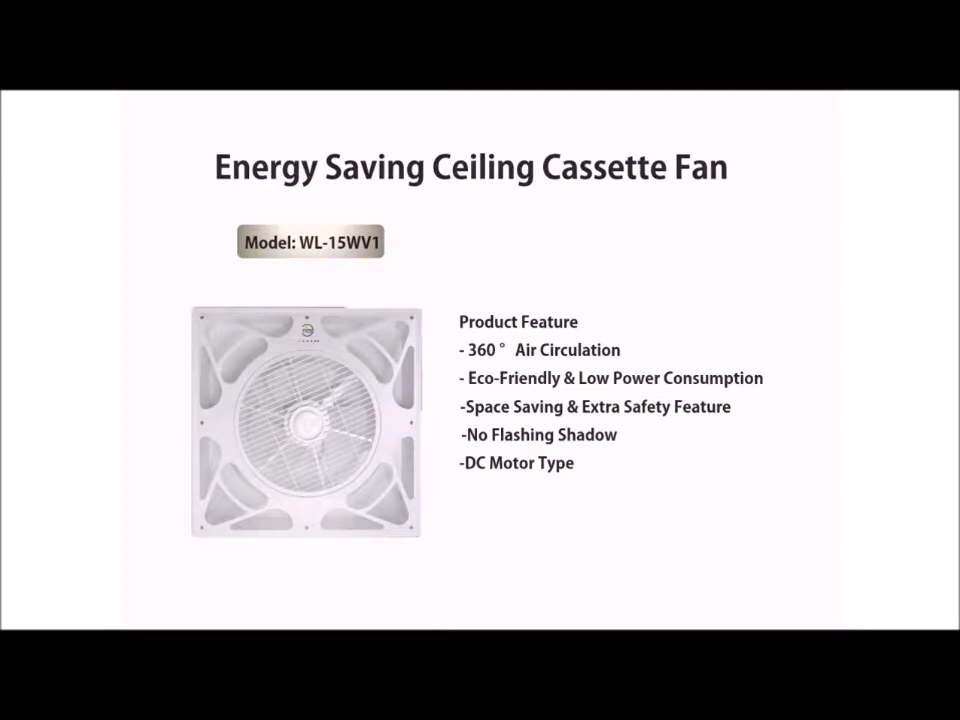 Energy Saving Ceiling Cassette Fan
Model: WL-15WV1
Product Feature
- 360 ° Air Circulation
- Eco-Friendly & Low Power Consumption
-Space Saving & Extra Safety Feature
-No Flashing Shadow
-DC Motor Type